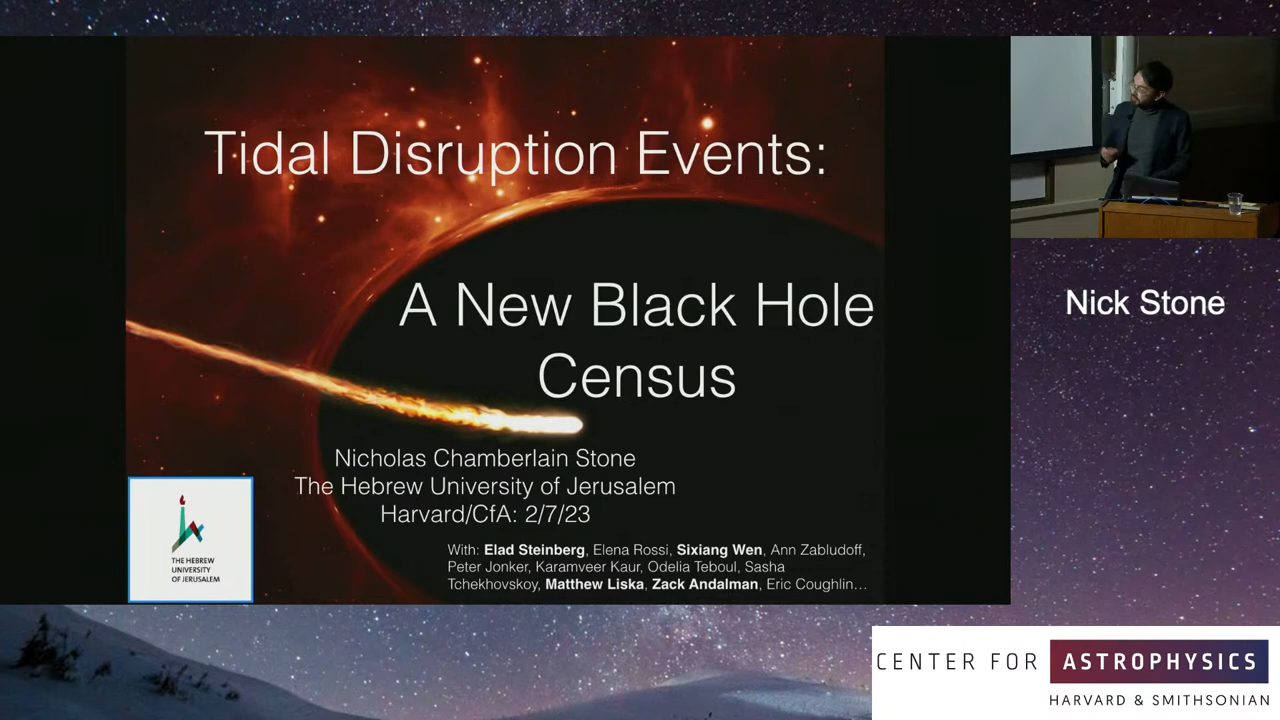 Tidal Disruption Events:
A New Black Hole
Census
Nicholas Chamberlain Stone
The Hebrew University of Jerusalem
Harvard/CfA: 2/7/23
With: Elad Steinberg, Elena Rossi, Sixiang Wen, Ann Zabludoff,
Peter Jonker, Karamveer Kaur, Odelia Teboul, Sasha
Tchekhovskoy, Matthew Liska, Zack Andalman, Eric Coughlin…
THE HEBREW
UNIVERSITY
OF JERUSALEM
Nick Stone
CENTER FOR ASTROPHYSICS
HARVARD & SMITHSONIAN